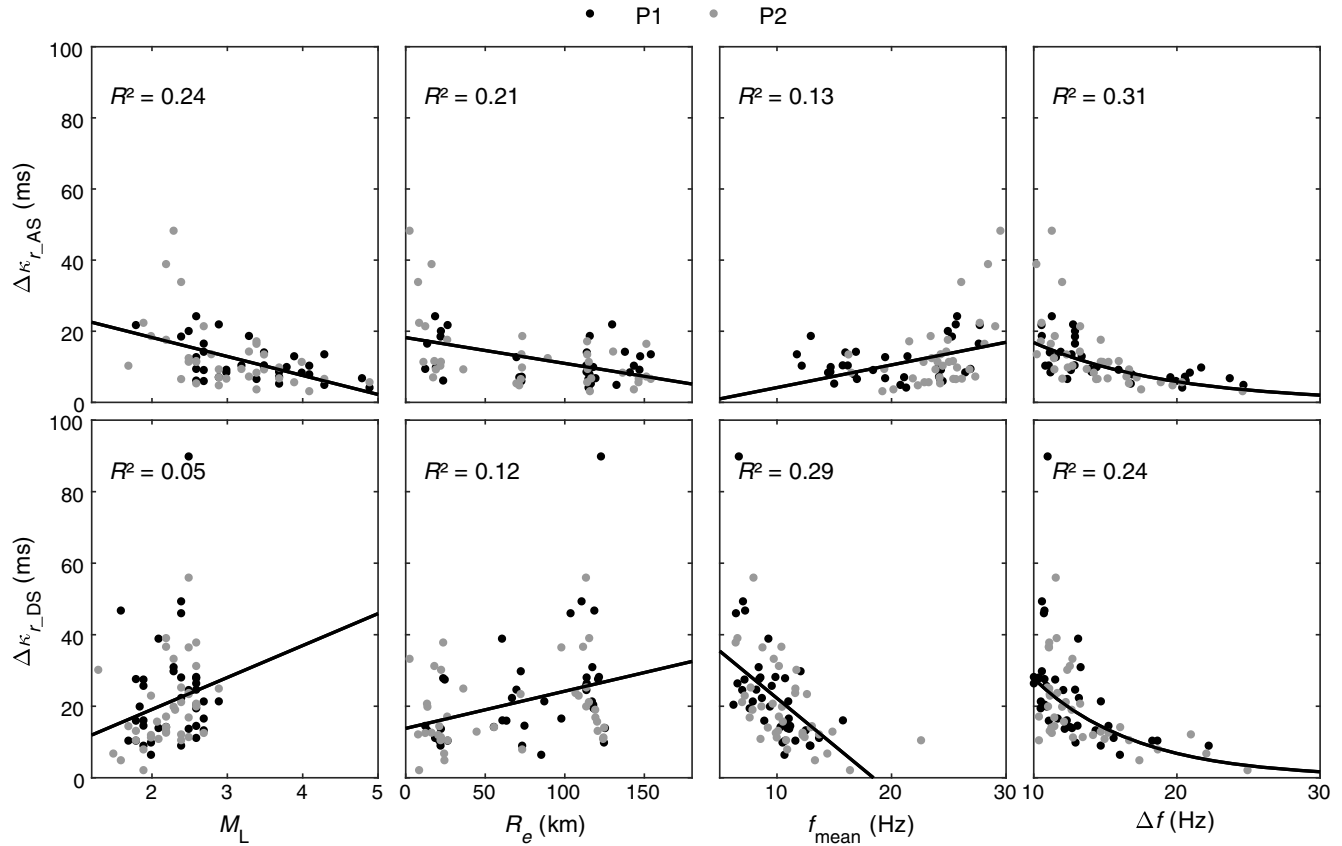 P1 P2
100
80
60
40
20
0
Δκr_AS (ms)
R² = 0.24
R² = 0.21
R² = 0.13
R² = 0.31
100
80
60
40
20
0
Δκr_DS (ms)
R² = 0.05
R² = 0.12
R² = 0.29
R² = 0.24
2 3 4 5
0 50 100 150
10 20 30
10 20 30
ML
Re (km)
fmean (Hz)
Δf (Hz)